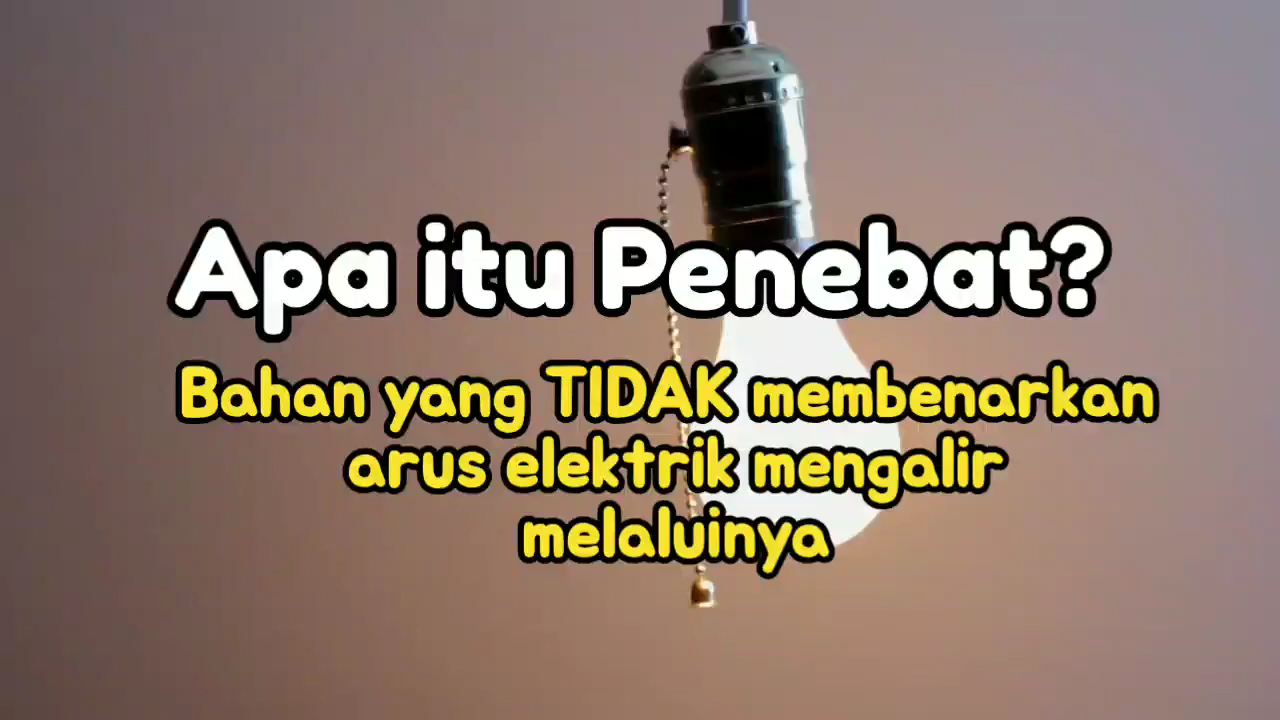 Apa itu Penebat?
Bahan yang TIDAK membenarkan
arus elektrik mengalir
melaluinya